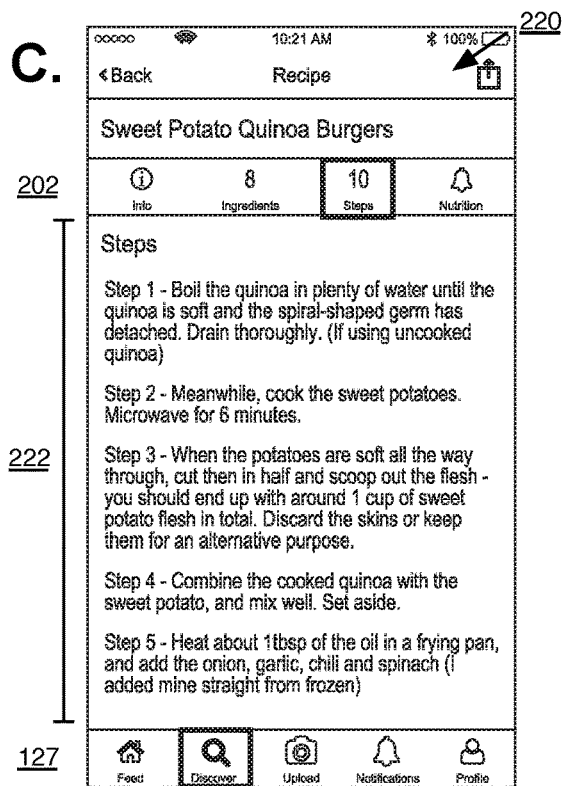 220
C.
10:21 AM 100%
Back Recipe
Sweet Potato Quinoa Burgers
202
8 10
Info Ingredients Steps Nutrition
Steps
Step 1 - Boil the quinoa in plenty of water until the
quinoa is soft and the spiral-shaped germ has
detached. Drain thoroughly. (If using uncooked
quinoa)
Step 2 - Meanwhile, cook the sweet potatoes.
Microwave for 6 minutes.
222
Step 3 - When the potatoes are soft all the way
through, cut then in half and scoop out the flesh -
you should end up with around 1 cup of sweet
potato flesh in total. Discard the skins or keep
them for an alternative purpose.
Step 4 - Combine the cooked quinoa with the
sweet potato, and mix well. Set aside.
Step 5 - Heat about 1tbsp of the oil in a frying pan,
and add the onion, garlic, chili and spinach (i
added mine straight from frozen)
127
Feed Discover Upload Notifications Profile